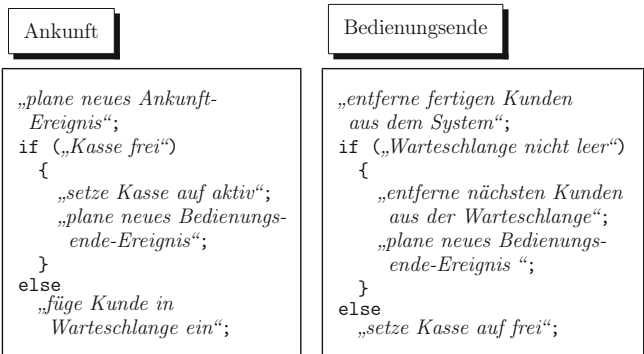 Ankunft
„plane neues Ankunft-
Ereignis“;
if („Kasse frei“)
{
„setze Kasse auf aktiv“;
„plane neues Bedienungs-
ende-Ereignis“;
}
else
„füge Kunde in
Warteschlange ein“;
Bedienungsende
„entferne fertigen Kunden
aus dem System“;
if („Warteschlange nicht leer“)
{
„entferne nächsten Kunden
aus der Warteschlange“;
„plane neues Bedienungs-
ende-Ereignis “;
}
else
„setze Kasse auf frei“;